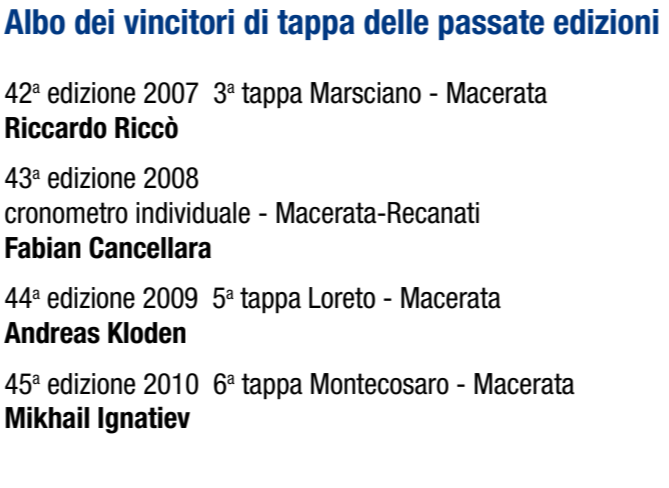 Albo dei vincitori di tappa delle passate edizioni
42ª edizione 2007  3ª tappa Marsciano - Macerata
Riccardo Riccò
43ª edizione 2008
cronometro individuale - Macerata-Recanati
Fabian Cancellara
44ª edizione 2009  5ª tappa Loreto - Macerata
Andreas Kloden
45ª edizione 2010  6ª tappa Montecosaro - Macerata
Mikhail Ignatiev